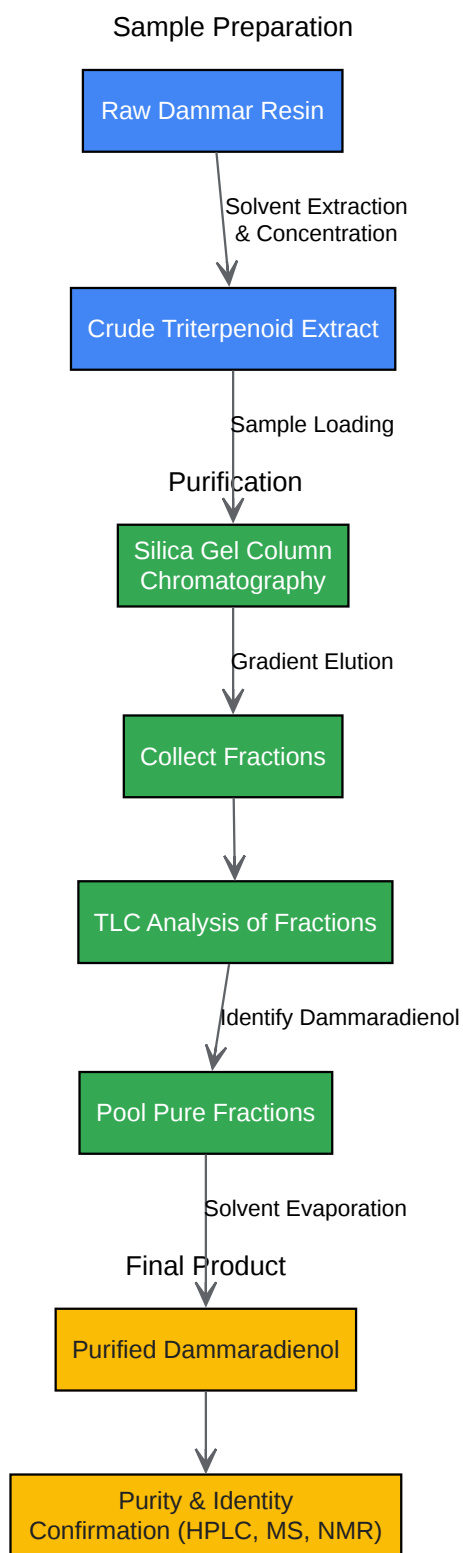 Sample Preparation
Raw Dammar Resin
Solvent Extraction
& Concentration
Crude Triterpenoid Extract
Sample Loading
Purification
Silica Gel Column
Chromatography
Gradient Elution
Collect Fractions
TLC Analysis of Fractions
Identify Dammaradienol
Pool Pure Fractions
Solvent Evaporation
Final Product
Purified Dammaradienol
Purity & Identity
Confirmation (HPLC, MS, NMR)